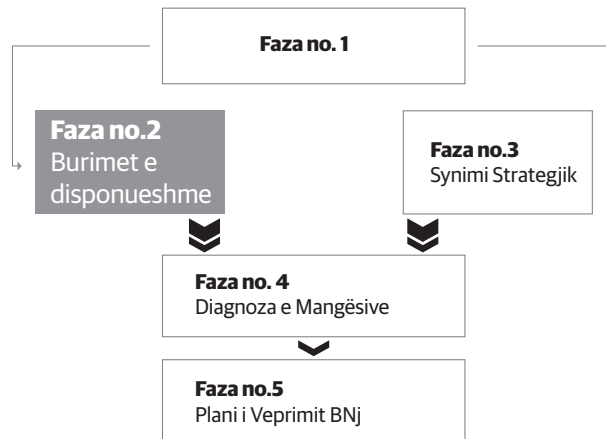 Faza no. 1
Faza no.2
Burimet e
disponueshme
Faza no.3
Synimi Strategjik
Faza no. 4
Diagnoza e Mangësive
Faza no.5
Plani i Veprimit BNj